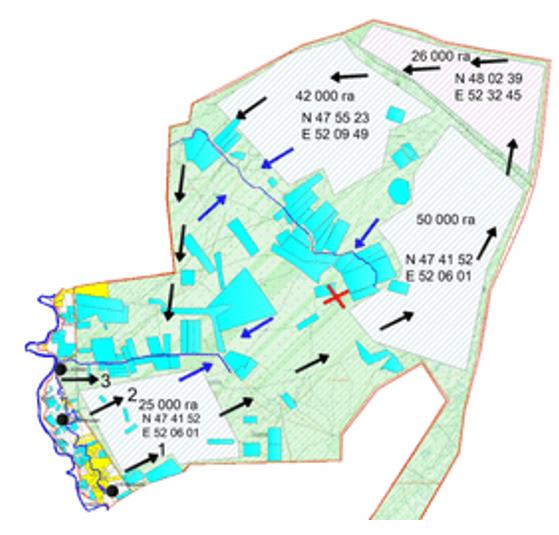 26 000 га
N 48 02 39
E 52 32 45
42 000 га
N 47 55 23
E 52 09 49
50 000 га
N 47 41 52
E 52 06 01
3
2
25 000 га
N 47 41 52
E 52 06 01
1